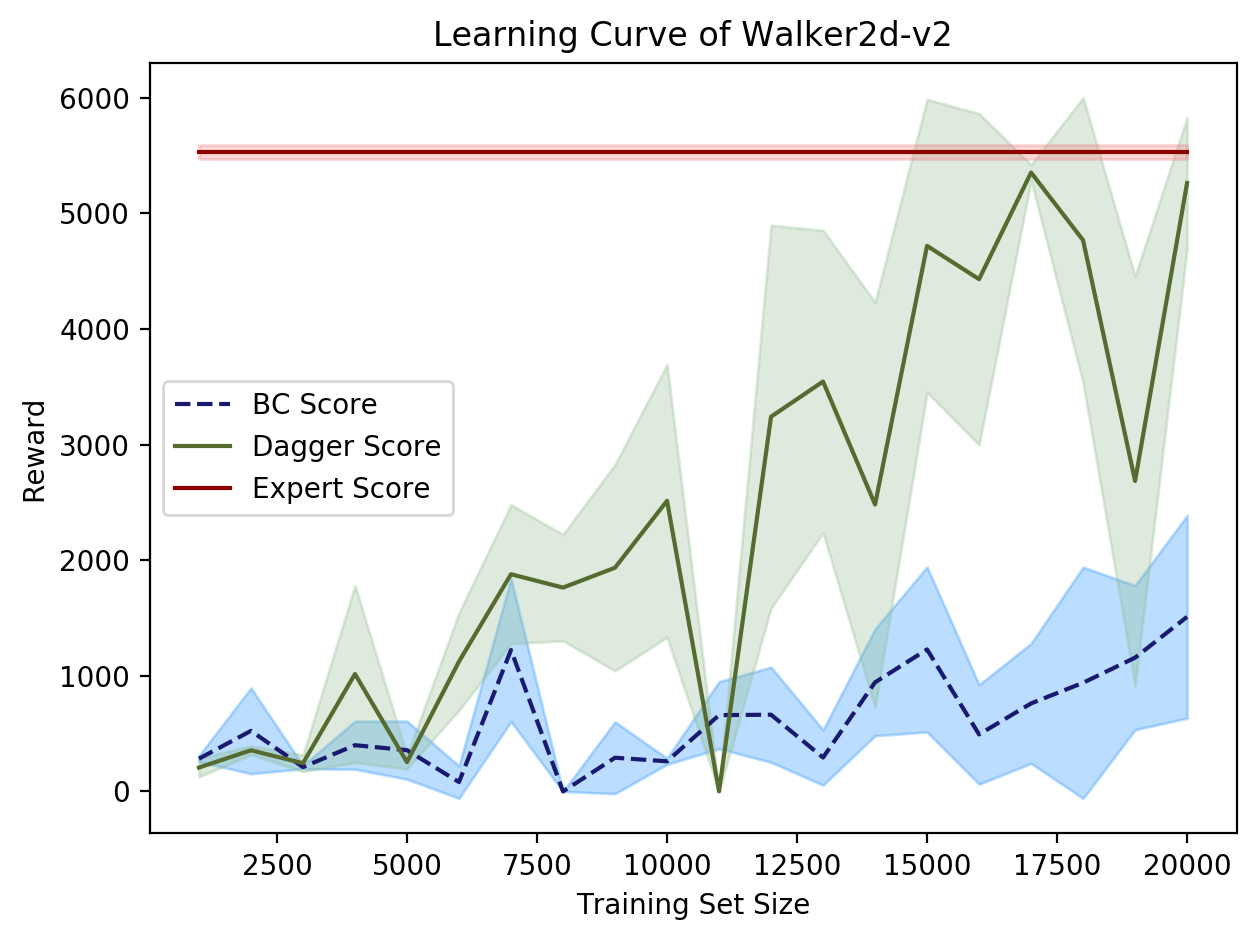 Learning Curve of Walker2d-v2
6000
5000
4000
3000
2000
1000
0
Reward
BC Score
Dagger Score
Expert Score
2500 5000 7500 10000 12500 15000 17500 20000
Training Set Size